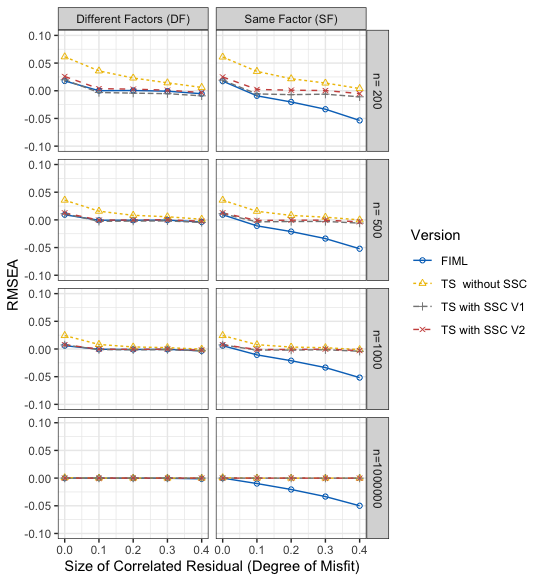 Different Factors (DF) Same Factor (SF)
0.10
0.05
0.00
-0.05
-0.10
n= 200
0.10
0.05
0.00
-0.05
-0.10
n= 500
0.10
0.05
0.00
-0.05
-0.10
n=1000
0.10
0.05
0.00
-0.05
-0.10
n=1000000
RMSEA
0.0 0.1 0.2 0.3 0.4 0.0 0.1 0.2 0.3 0.4
Size of Correlated Residual (Degree of Misfit)
Version
FIML
TS without SSC
TS with SSC V1
TS with SSC V2